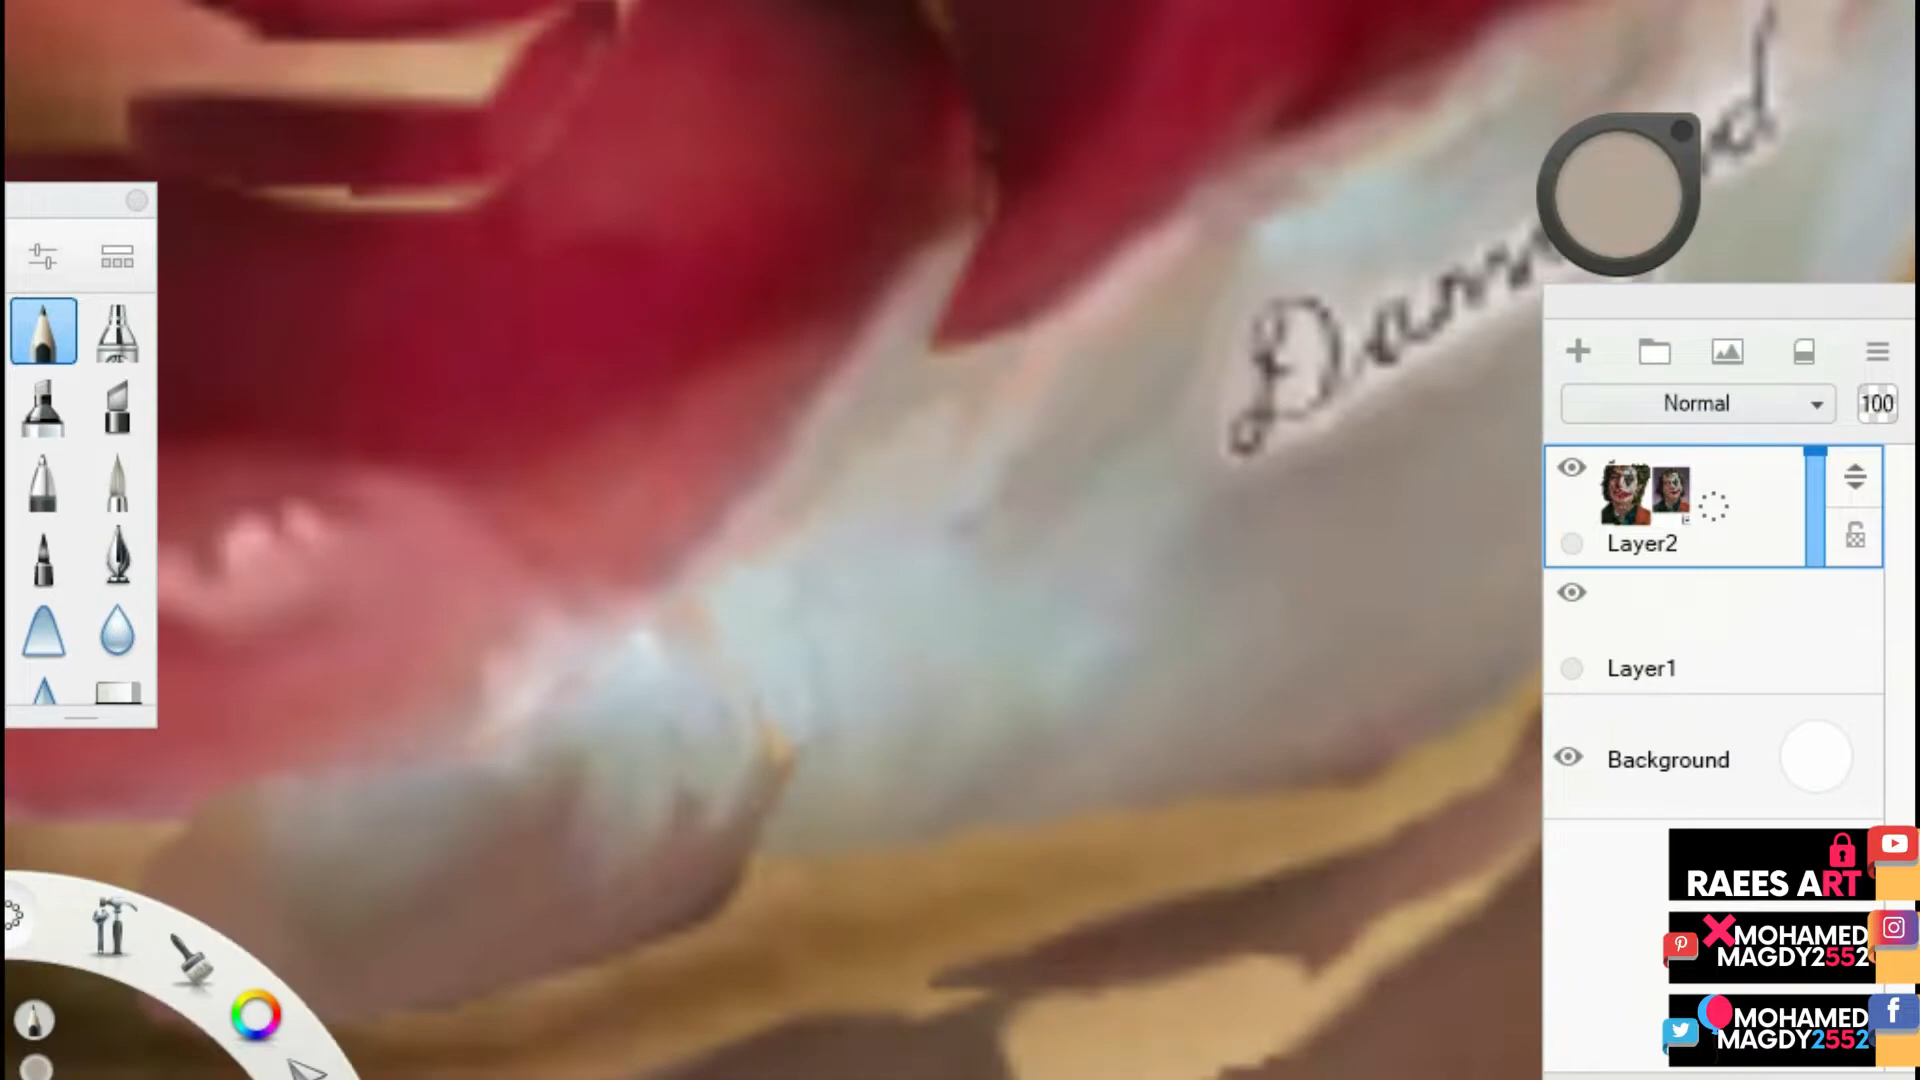 Normal
100
Layer2
Layer1
Background
RAEES ART
MOHAMED
MAGDY2552
MOHAMED
MAGDY2552